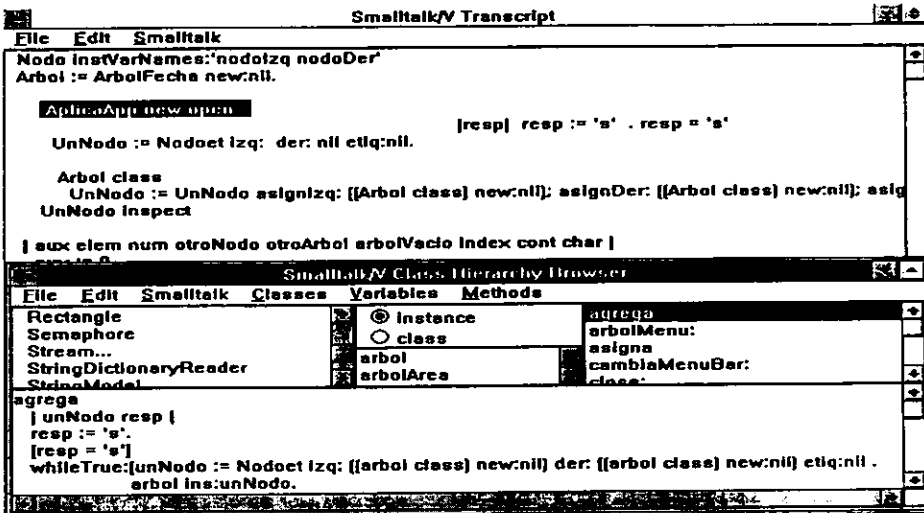 Smalltalk/V Transcript
File Edit Smalltalk
Nodo instVarNames:'nodoIzq nodoDer'
Arbol := ArbolFecha new:nil.
AplicaApp new open
|resp| resp := 's' . resp = 's'
UnNodo := Nodoet izq: der: nil etiq:nil.
Arbol class
UnNodo := UnNodo asignIzq: [[Arbol class] new:nil]; asignDer: [[Arbol class] new:nil]; asig
UnNodo inspect
| aux elem num otroNodo otroArbol arbolVacio index cont char |
Smalltalk/V Class Hierarchy Browser
File Edit Smalltalk Classes Variables Methods
Rectangle
Semaphore
Stream...
StringDictionaryReader
StringModel
instance
class
arbol
arbolArea
agrega
arbolMenu:
asigna
cambiaMenuBar:
close:
agrega
| unNodo resp |
resp := 's'.
[resp = 's']
whileTrue:[unNodo := Nodoet izq: ([arbol class] new:nil) der: ([arbol class] new:nil) etiq:nil .
arbol ins:unNodo.